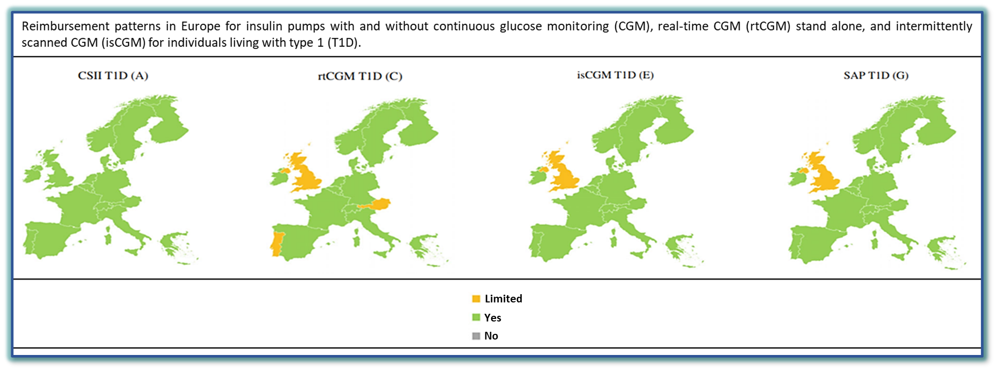 Reimbursement patterns in Europe for insulin pumps with and without continuous glucose monitoring (CGM), real-time CGM (rtCGM) stand alone, and intermittently
scanned CGM (isCGM) for individuals living with type 1 (T1D).
CSII T1D (A)
rtCGM T1D (C)
isCGM T1D (E)
SAP T1D (G)
Limited
Yes
No